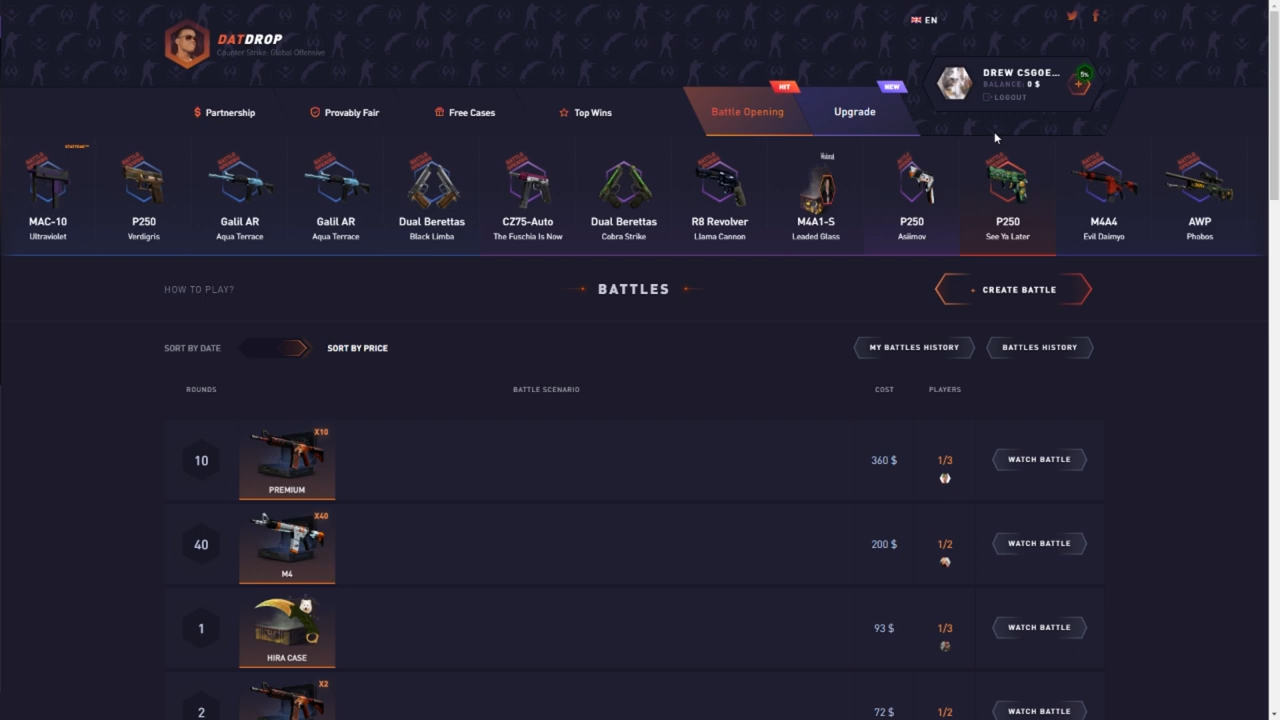 EN
DATDROP
Counter Strike: Global Offensive
DREW CSGOE...
5%
BALANCE: 0 $
LOGOUT
HIT
NEW
Partnership
Provably Fair
Free Cases
Top Wins
Battle Opening
Upgrade
MAC-10
Ultraviolet
P250
Verdigris
Galil AR
Aqua Terrace
Galil AR
Aqua Terrace
Dual Berettas
Black Limba
CZ75-Auto
The Fuschia Is Now
Dual Berettas
Cobra Strike
R8 Revolver
Llama Cannon
M4A1-S
Leaded Glass
P250
Asiimov
P250
See Ya Later
M4A4
Evil Daimyo
AWP
Phobos
HOW TO PLAY?
BATTLES
+ CREATE BATTLE
SORT BY DATE
SORT BY PRICE
MY BATTLES HISTORY
BATTLES HISTORY
ROUNDS
BATTLE SCENARIO
COST
PLAYERS
10
X10
PREMIUM
360 $
1/3
WATCH BATTLE
40
X40
M4
200 $
1/2
WATCH BATTLE
1
HIRA CASE
93 $
1/3
WATCH BATTLE
2
X2
72 $
1/2
WATCH BATTLE